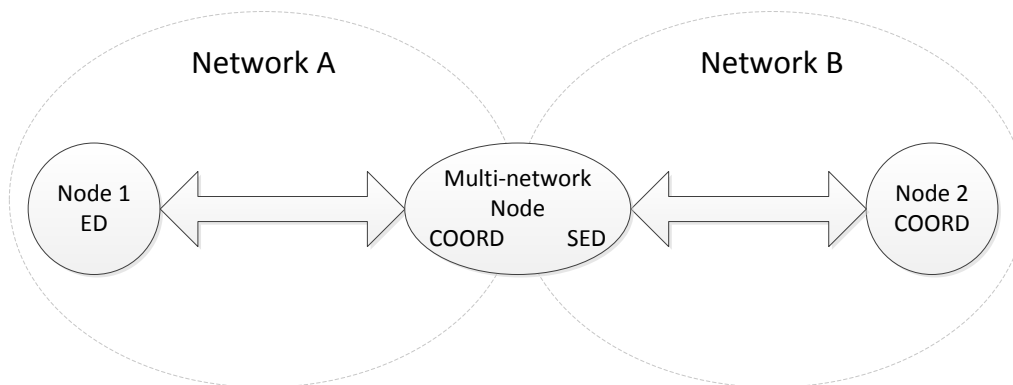 Network A
Network B
Node 1
ED
Multi-network
Node
COORD SED
Node 2
COORD